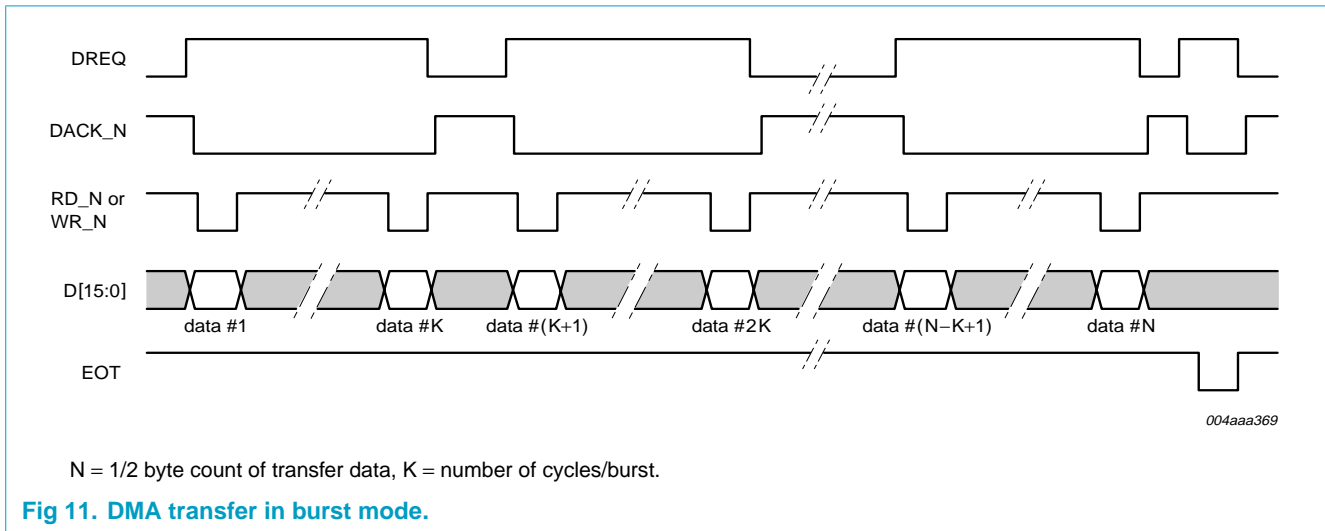 DREQ
DACK_N
RD_N or
WR_N
D[15:0]
data #1
data #K
data #(K+1)
data #2K
data #(N−K+1)
data #N
EOT
004aaa369
N = 1/2 byte count of transfer data, K = number of cycles/burst.
Fig 11. DMA transfer in burst mode.